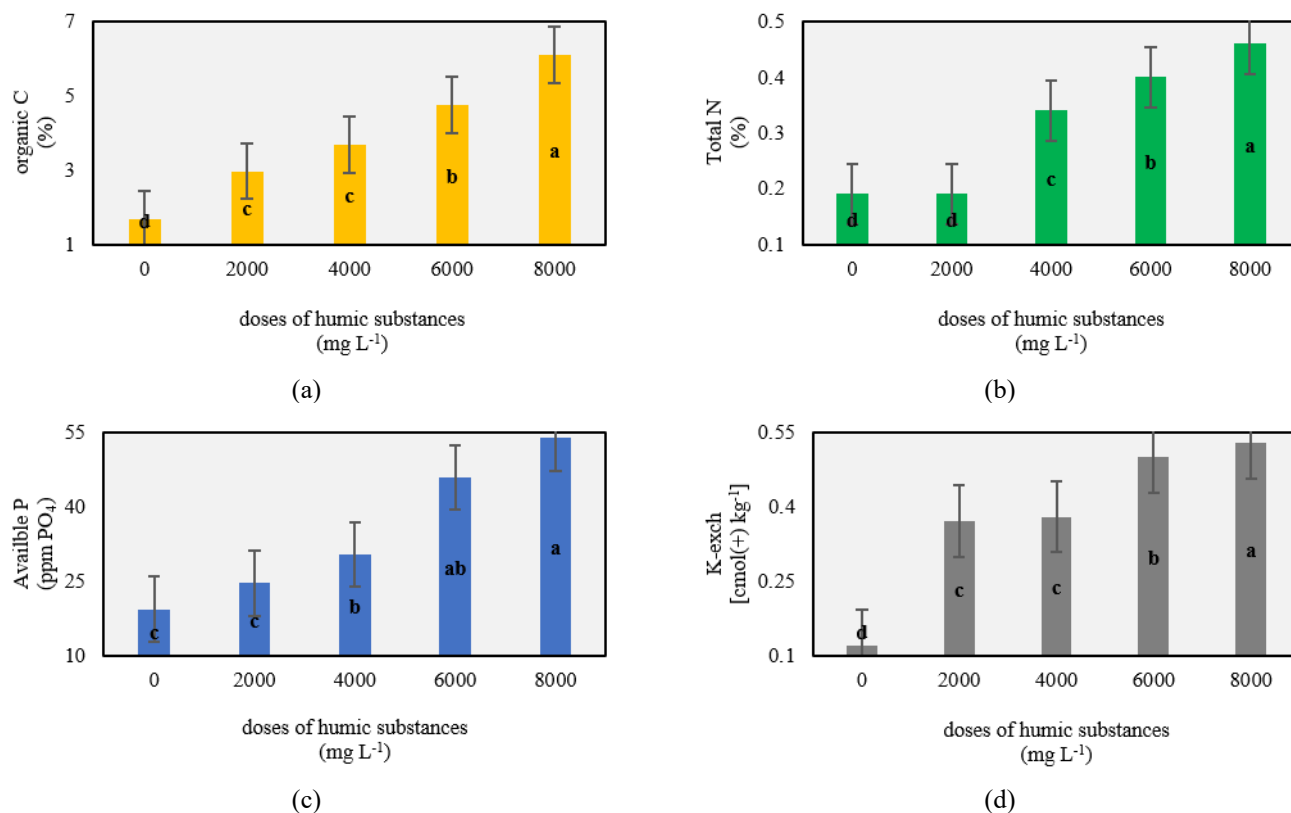 organic C
(%)
7
5
3
1
d
c
c
b
a
0
2000
4000
6000
8000
doses of humic substances
(mg L-1)
(a)
Total N
(%)
0.5
0.4
0.3
0.2
0.1
d
d
c
b
a
0
2000
4000
6000
8000
doses of humic substances
(mg L-1)
(b)
Availble P
(ppm PO4)
55
40
25
10
c
c
b
ab
a
0
2000
4000
6000
8000
doses of humic substances
(mg L-1)
(c)
K-exch
[cmol(+) kg-1]
0.55
0.4
0.25
0.1
d
c
c
b
a
0
2000
4000
6000
8000
doses of humic substances
(mg L-1)
(d)